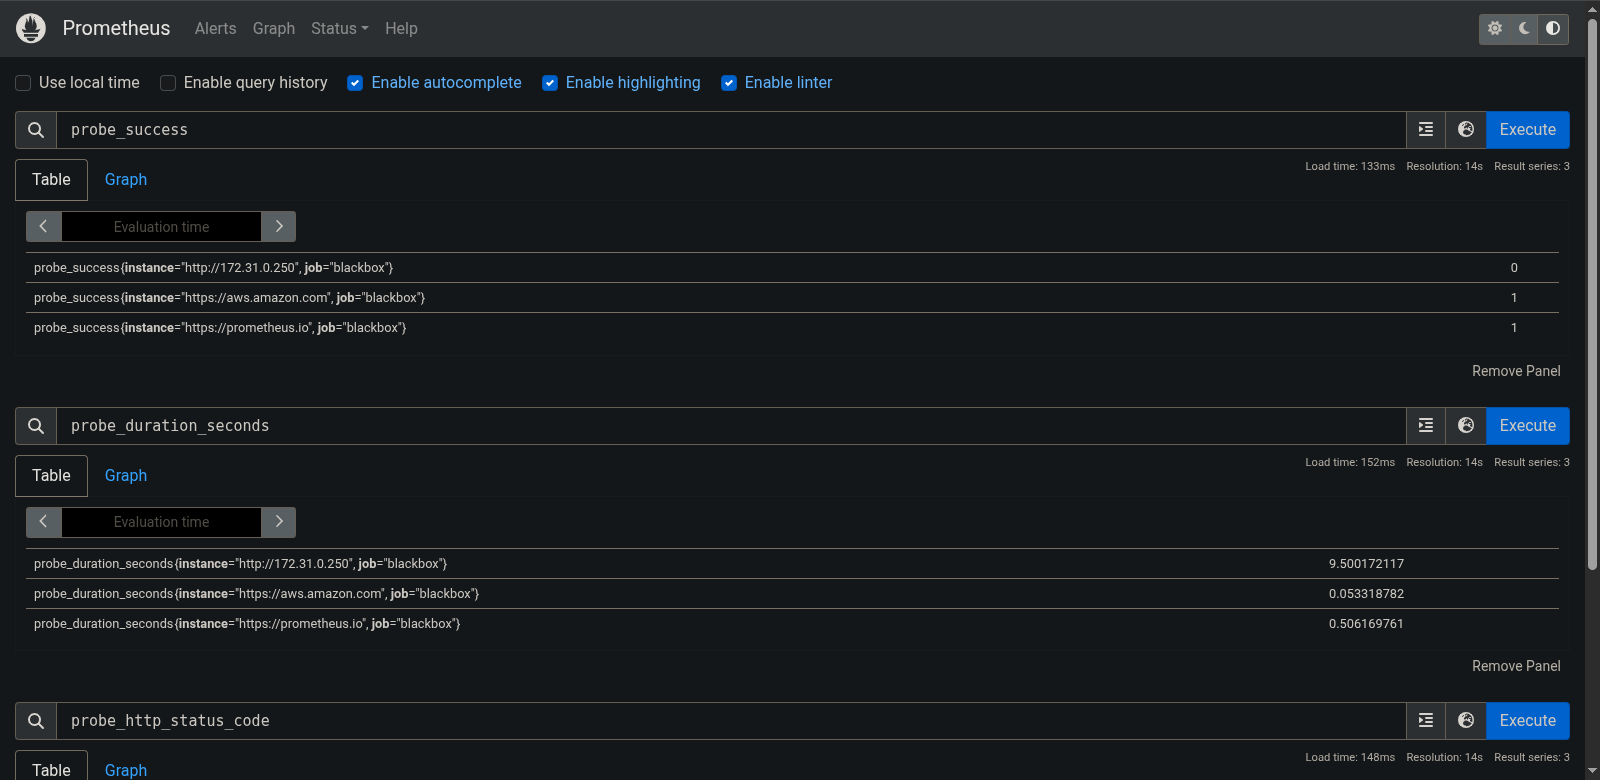 Prometheus Alerts Graph Status Help
Use local time Enable query history Enable autocomplete Enable highlighting Enable linter
probe_success Execute
Table Graph Load time: 133ms Resolution: 14s Result series: 3
Evaluation time
probe_success{instance="http://172.31.0.250", job="blackbox"} 0
probe_success{instance="https://aws.amazon.com", job="blackbox"} 1
probe_success{instance="https://prometheus.io", job="blackbox"} 1
Remove Panel
probe_duration_seconds Execute
Table Graph Load time: 152ms Resolution: 14s Result series: 3
Evaluation time
probe_duration_seconds{instance="http://172.31.0.250", job="blackbox"} 9.500172117
probe_duration_seconds{instance="https://aws.amazon.com", job="blackbox"} 0.053318782
probe_duration_seconds{instance="https://prometheus.io", job="blackbox"} 0.506169761
Remove Panel
probe_http_status_code Execute
Table Graph Load time: 148ms Resolution: 14s Result series: 3